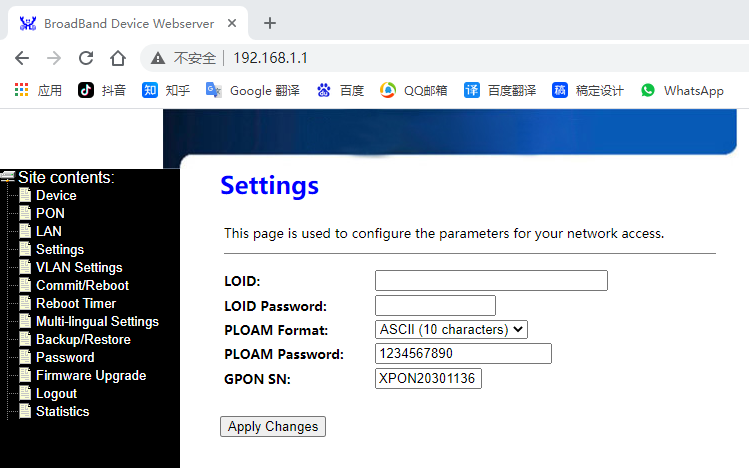 BroadBand Device Webserver
不安全 192.168.1.1
应用 抖音 知 知乎 Google 翻译 百度 QQ邮箱 译 百度翻译 稿 稿定设计 WhatsApp
Settings
Site contents:
Device
PON
LAN
Settings
VLAN Settings
Commit/Reboot
Reboot Timer
Multi-lingual Settings
Backup/Restore
Password
Firmware Upgrade
Logout
Statistics
This page is used to configure the parameters for your network access.
LOID:
LOID Password:
PLOAM Format: ASCII (10 characters)
PLOAM Password: 1234567890
GPON SN: XPON20301136
Apply Changes